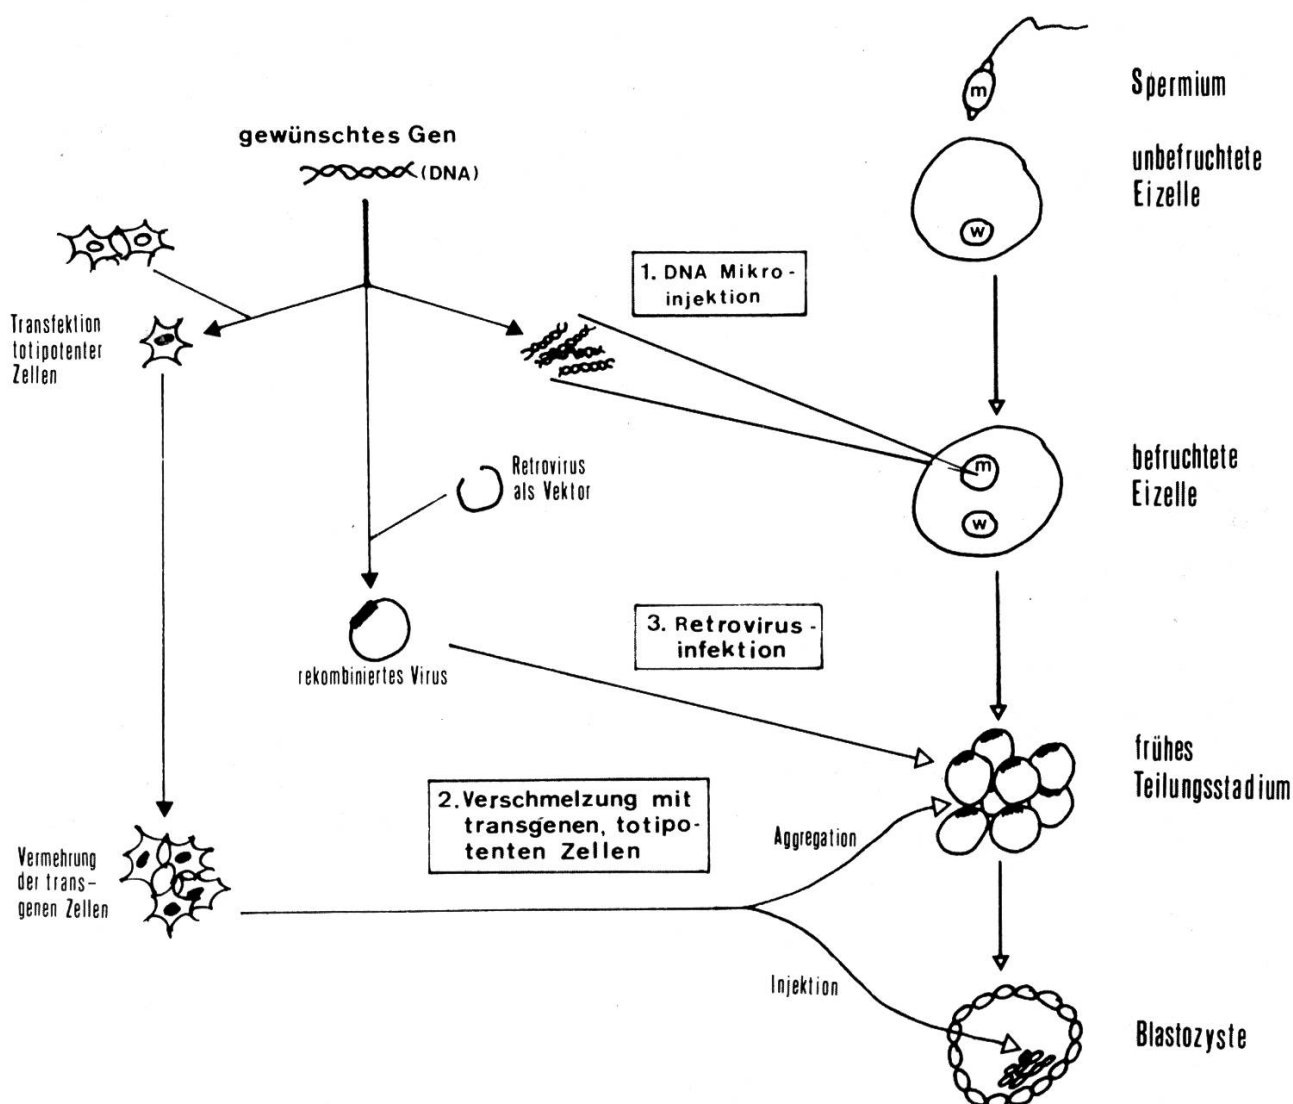 Spermium
m
gewünschtes Gen
(DNA)
unbefruchtete
Eizelle
w
1. DNA Mikro-
injektion
Transfektion
totipotenter
Zellen
befruchtete
Eizelle
m
w
Retrovirus
als Vektor
3. Retrovirus-
infektion
rekombiniertes Virus
frühes
Teilungsstadium
2. Verschmelzung mit
transgenen, totipo-
tenten Zellen
Aggregation
Vermehrung
der trans-
genen Zellen
Injektion
Blastozyste